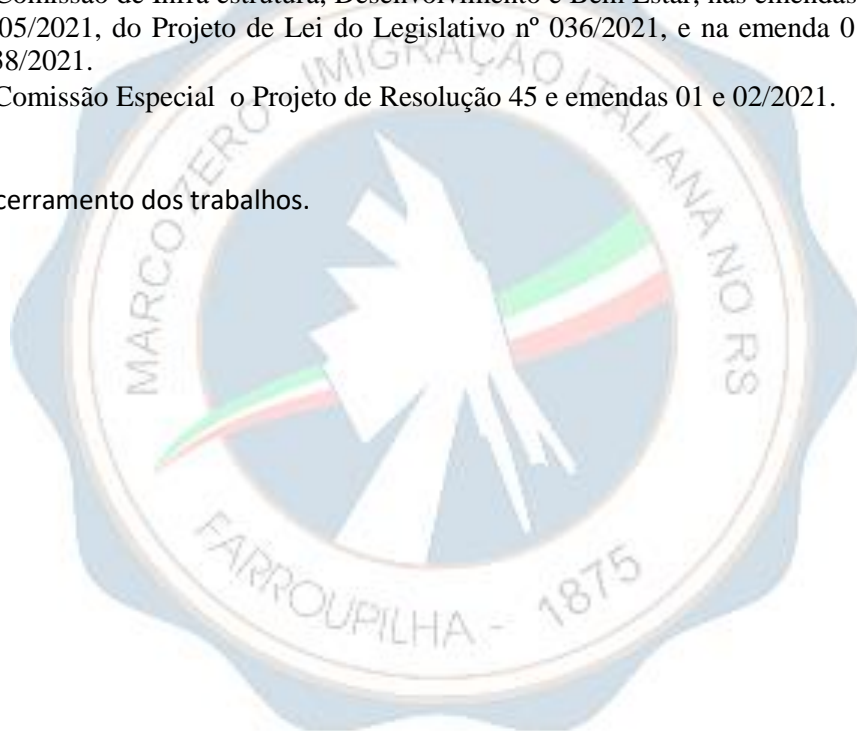 Comissão de Infra estrutura, Desenvolvimento e Bem Estar, nas emendas
05/2021, do Projeto de Lei do Legislativo nº 036/2021, e na emenda 0
38/2021.
Comissão Especial o Projeto de Resolução 45 e emendas 01 e 02/2021.
cerramento dos trabalhos.
MARCO ZERO IMIGRAÇÃO ITALIANA NO RS
FARROUPILHA - 1875